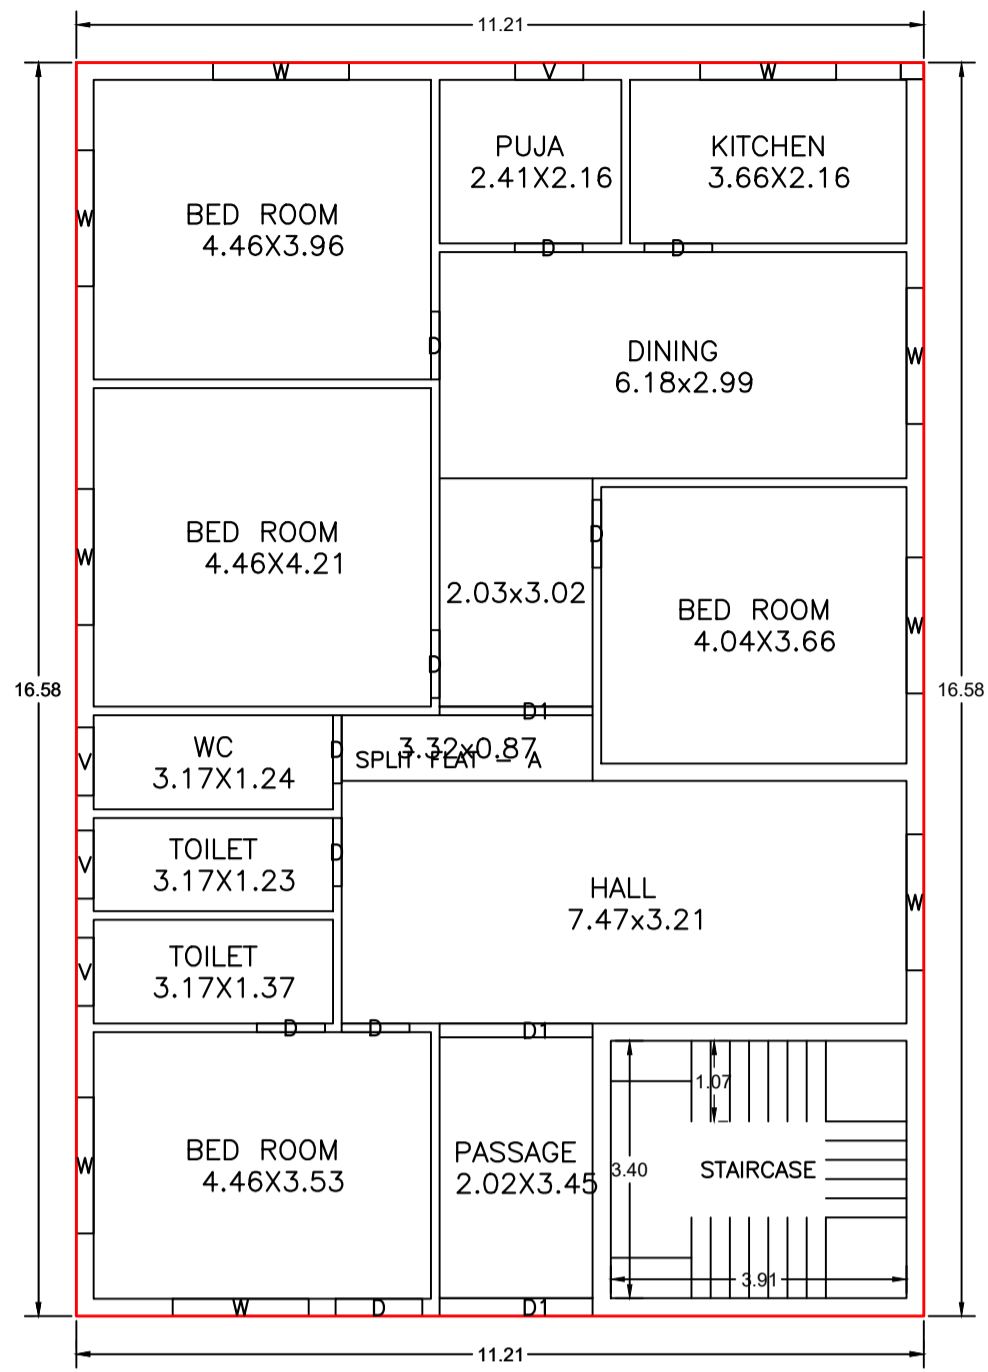 11.21
W
V
W
PUJA
2.41X2.16
KITCHEN
3.66X2.16
W
BED ROOM
4.46X3.96
D
D
D
DINING
6.18x2.99
W
W
BED ROOM
4.46X4.21
D
2.03x3.02
BED ROOM
4.04X3.66
W
D
16.58
16.58
D1
V
WC
3.17X1.24
D
3.32x0.87
SPLIT FLAT - A
V
TOILET
3.17X1.23
D
HALL
7.47x3.21
W
V
TOILET
3.17X1.37
D
D
D1
1.07
W
BED ROOM
4.46X3.53
PASSAGE
2.02X3.45
3.40
STAIRCASE
3.91
W
D
D1
11.21